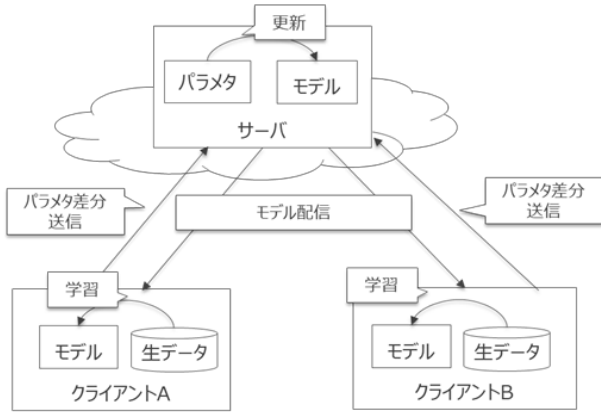 更新
パラメタ
モデル
サーバ
パラメタ差分
送信
モデル配信
パラメタ差分
送信
学習
モデル
生データ
クライアントA
学習
モデル
生データ
クライアントB